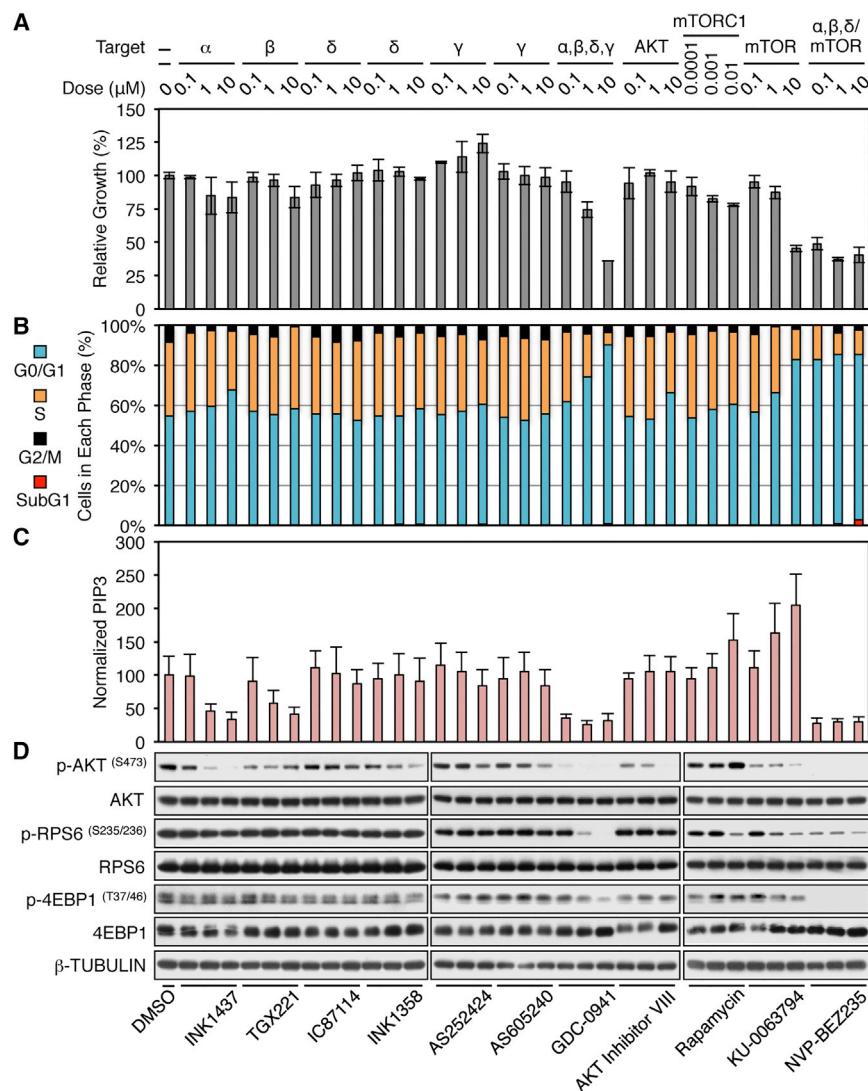 A
Target – α β δ δ γ γ α,β,δ,γ AKT mTORC1 mTOR α,β,δ/ mTOR
Dose (μM) 0 0.1 1 10 0.1 1 10 0.1 1 10 0.1 1 10 0.1 1 10 0.1 1 10 0.1 1 10 0.1 1 10 0.0001 0.001 0.01 0.1 1 10 0.1 1 10
Relative Growth (%)
150
125
100
75
50
25
0
B
G0/G1
S
G2/M
SubG1
Cells in Each Phase (%)
100%
80%
60%
40%
20%
0%
C
Normalized PIP3
300
250
200
150
100
50
0
D
p-AKT (S473)
AKT
p-RPS6 (S235/236)
RPS6
p-4EBP1 (T37/46)
4EBP1
β-TUBULIN
DMSO INK1437 TGX221 IC87114 INK1358 AS252424 AS605240 GDC-0941 AKT Inhibitor VIII Rapamycin KU-0063794 NVP-BEZ235